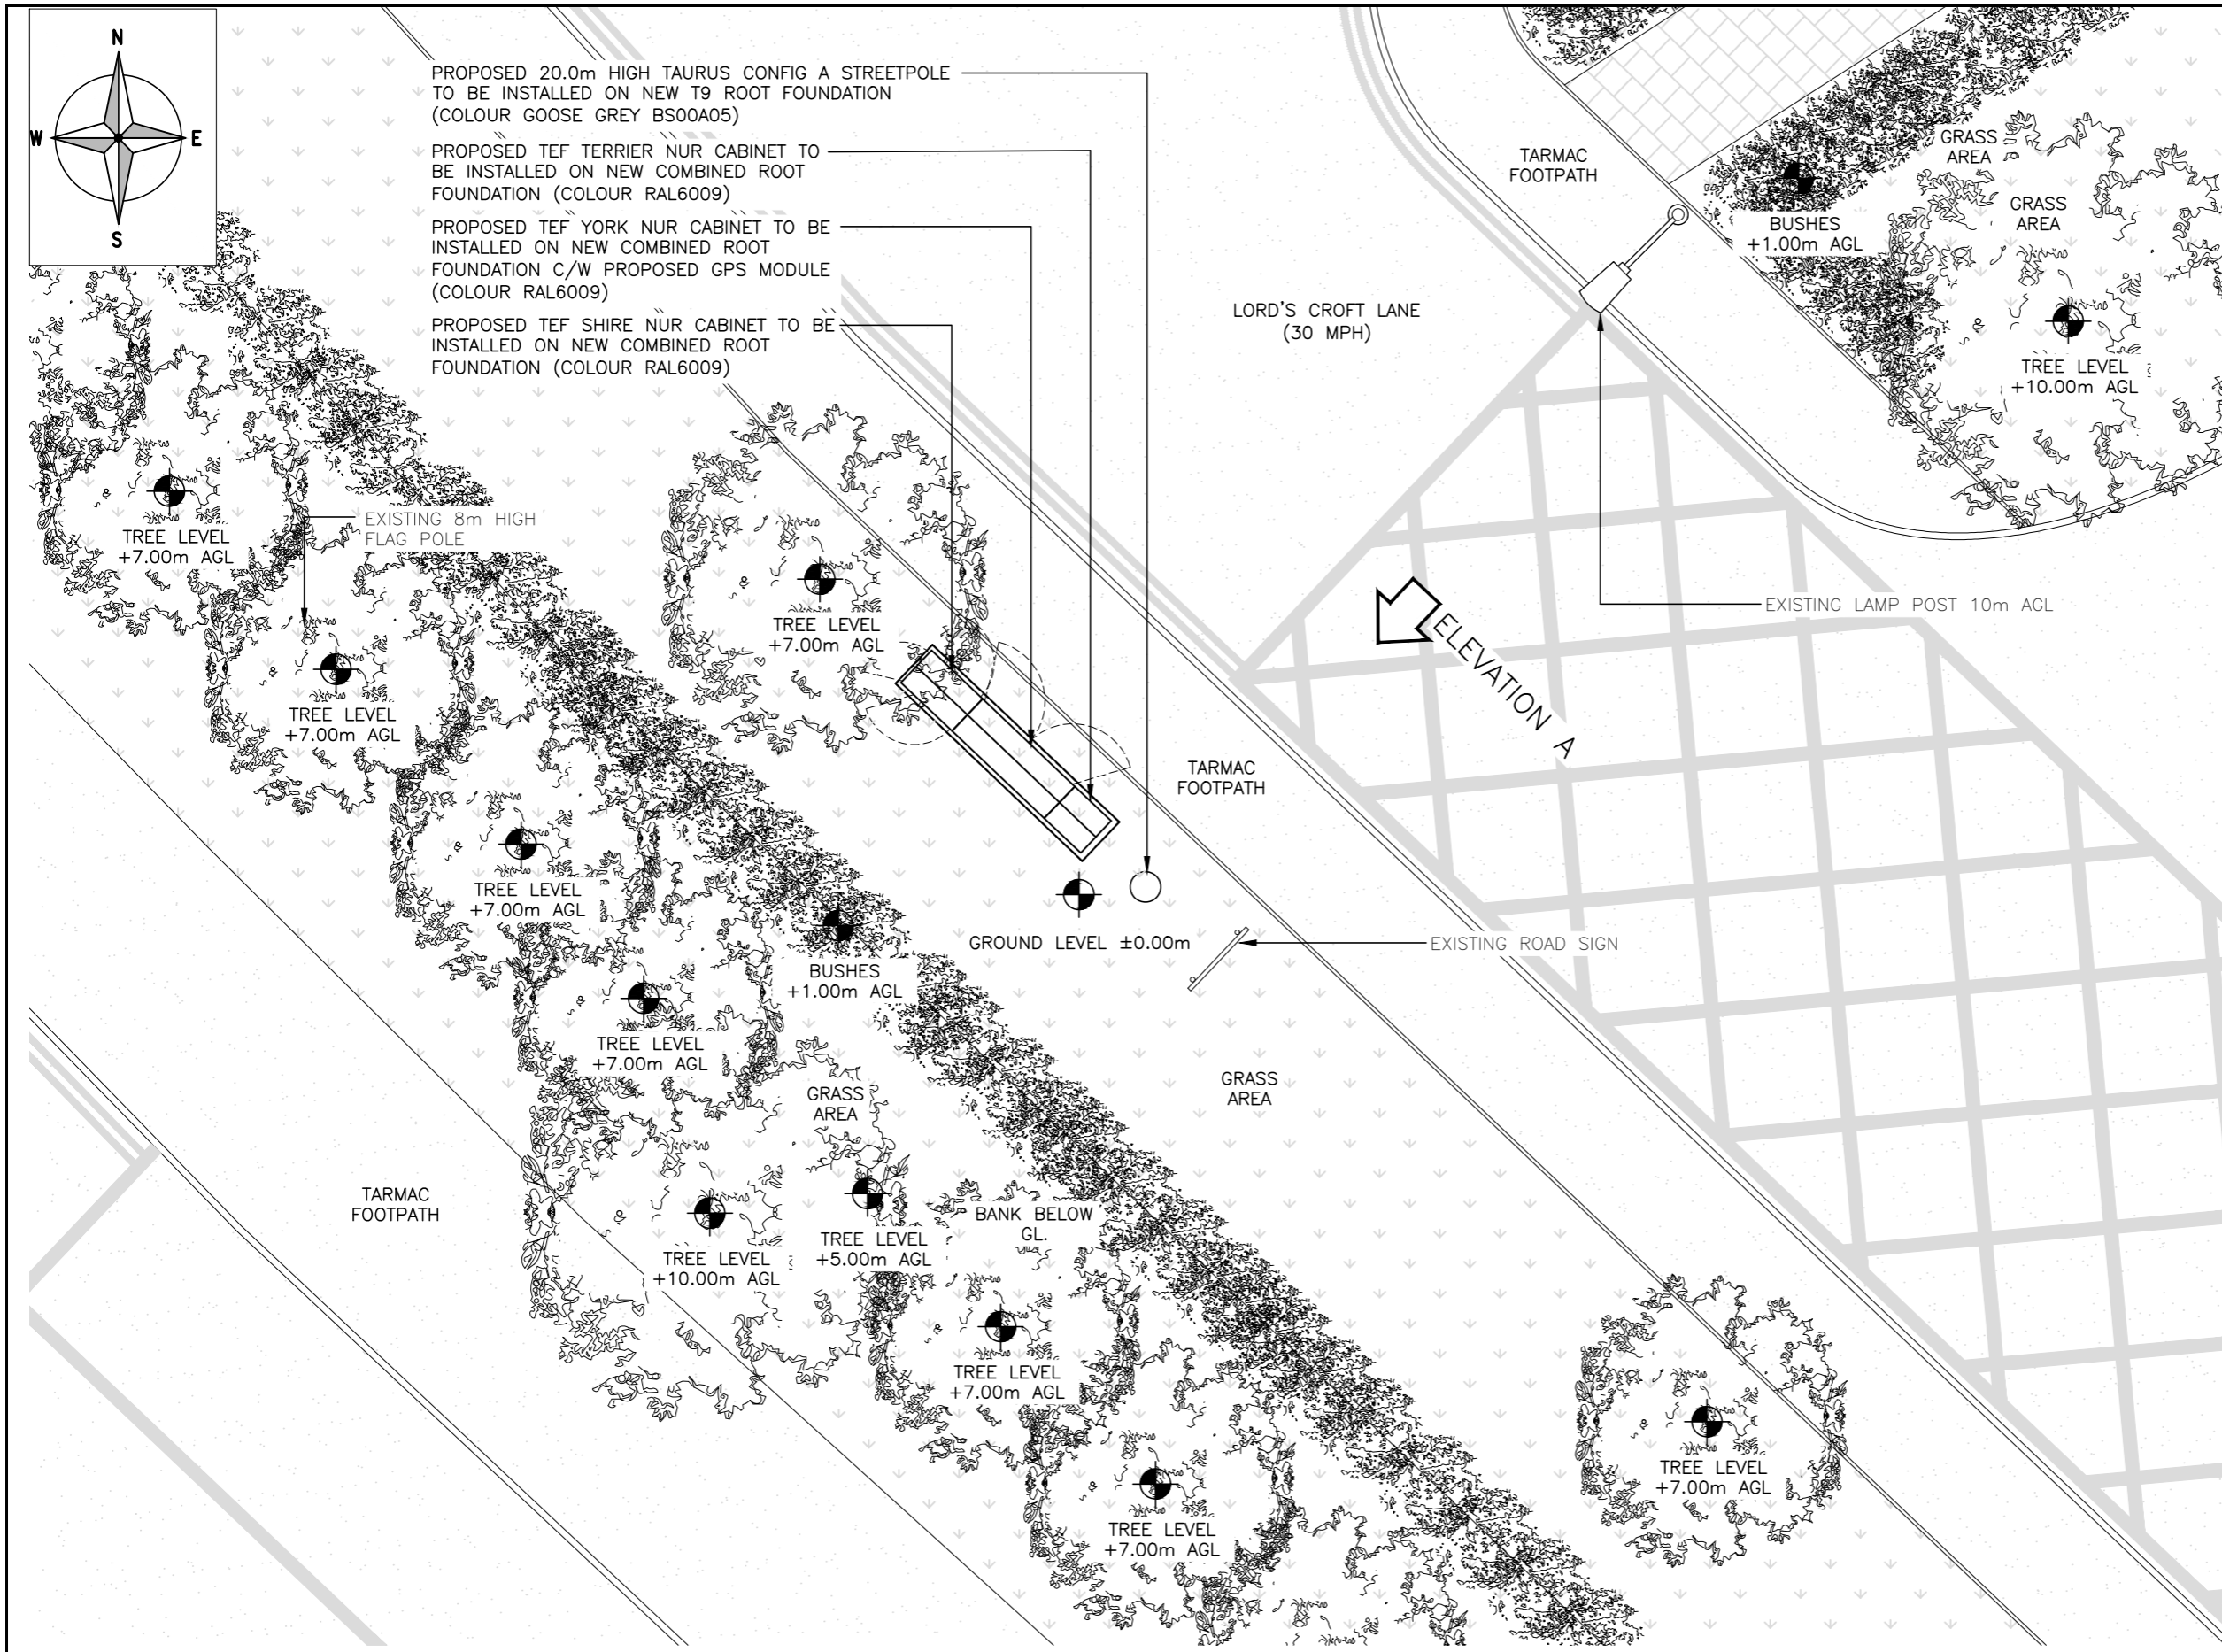 N
W
E
S
PROPOSED 20.0m HIGH TAURUS CONFIG A STREETPOLE
TO BE INSTALLED ON NEW T9 ROOT FOUNDATION
(COLOUR GOOSE GREY BS00A05)
PROPOSED TEF TERRIER NUR CABINET TO
BE INSTALLED ON NEW COMBINED ROOT
FOUNDATION (COLOUR RAL6009)
PROPOSED TEF YORK NUR CABINET TO BE
INSTALLED ON NEW COMBINED ROOT
FOUNDATION C/W PROPOSED GPS MODULE
(COLOUR RAL6009)
PROPOSED TEF SHIRE NUR CABINET TO BE
INSTALLED ON NEW COMBINED ROOT
FOUNDATION (COLOUR RAL6009)
TARMAC
FOOTPATH
GRASS
AREA
GRASS
AREA
BUSHES
+1.00m AGL
LORD'S CROFT LANE
(30 MPH)
TREE LEVEL
+10.00m AGL
EXISTING 8m HIGH
FLAG POLE
TREE LEVEL
+7.00m AGL
TREE LEVEL
+7.00m AGL
EXISTING LAMP POST 10m AGL
ELEVATION A
TREE LEVEL
+7.00m AGL
TARMAC
FOOTPATH
TREE LEVEL
+7.00m AGL
GROUND LEVEL ±0.00m
EXISTING ROAD SIGN
BUSHES
+1.00m AGL
TREE LEVEL
+7.00m AGL
GRASS
AREA
GRASS
AREA
TARMAC
FOOTPATH
BANK BELOW
GL.
TREE LEVEL
+5.00m AGL
TREE LEVEL
+10.00m AGL
TREE LEVEL
+7.00m AGL
TREE LEVEL
+7.00m AGL
TREE LEVEL
+7.00m AGL